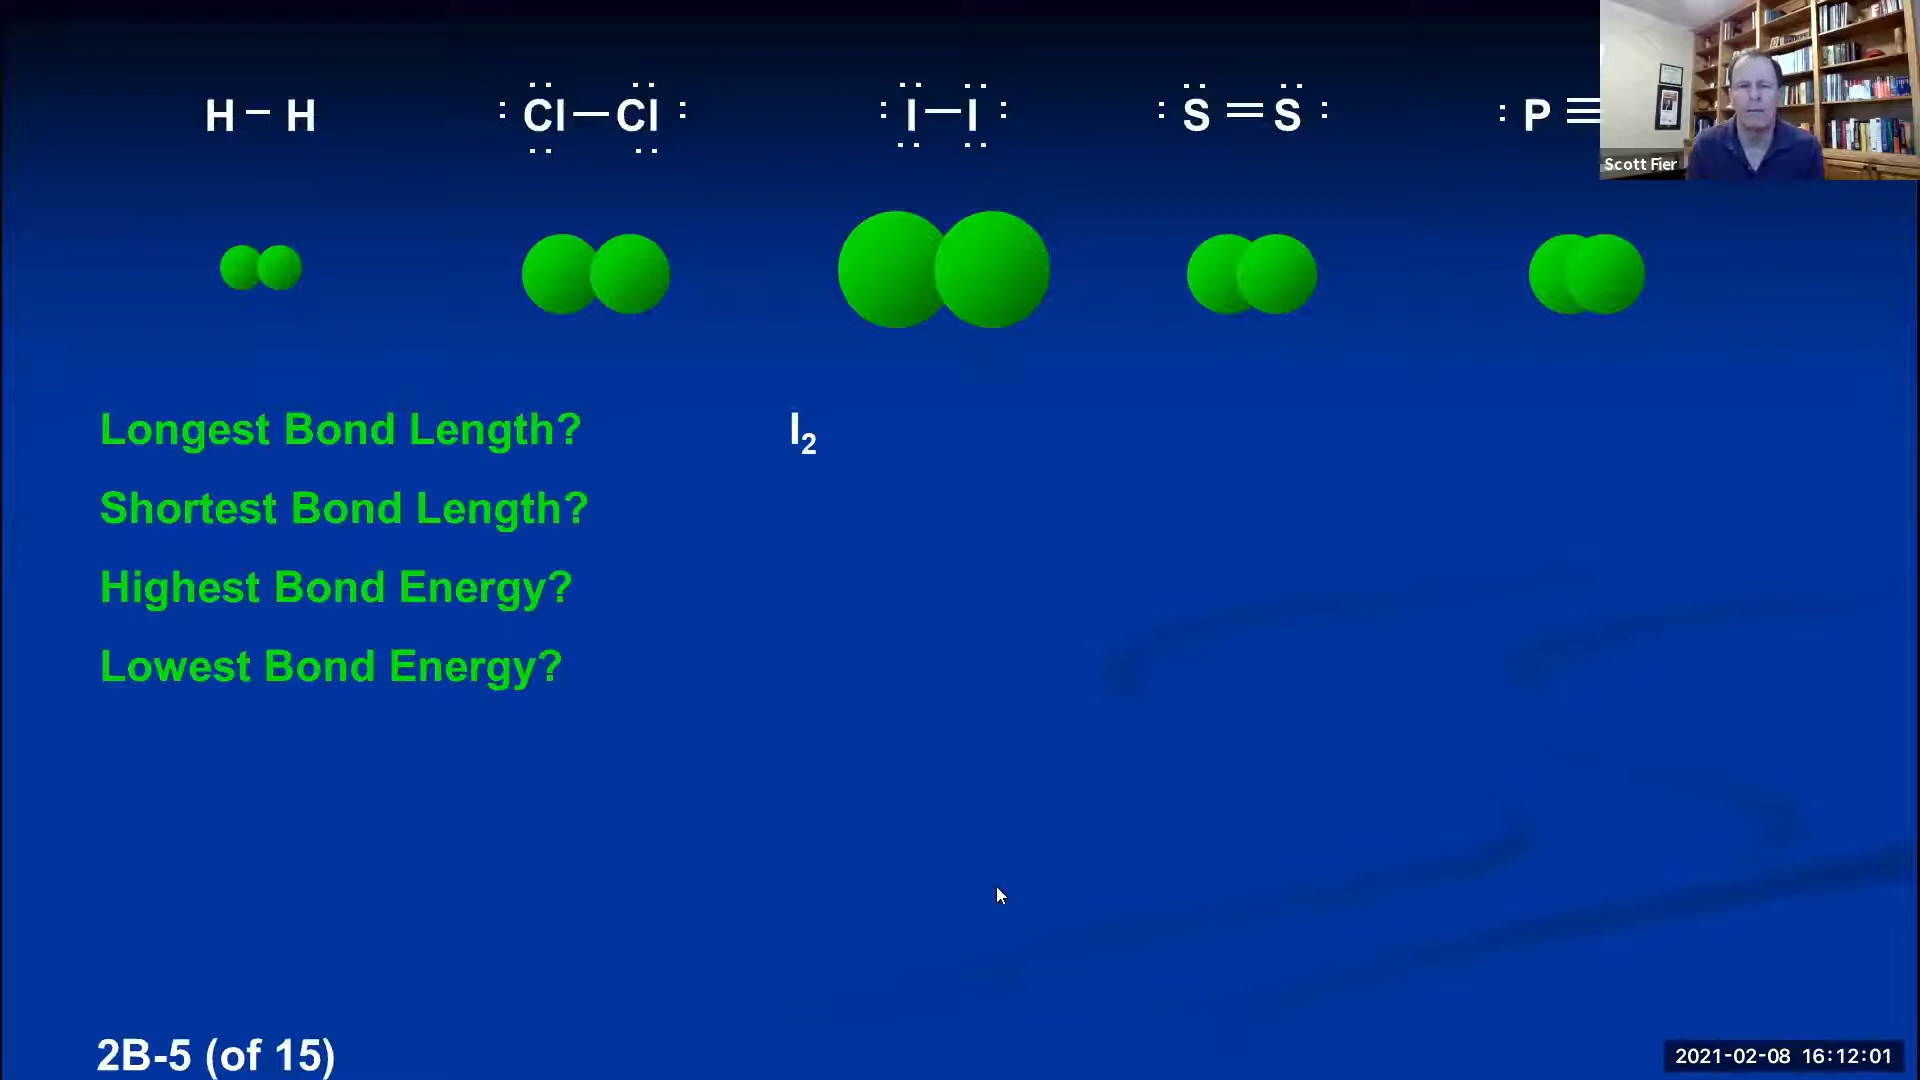 H – H
: Cl — Cl :
: I — I :
: S = S :
: P ≡
Scott Fier
Longest Bond Length? I₂
Shortest Bond Length?
Highest Bond Energy?
Lowest Bond Energy?
2B-5 (of 15)
2021-02-08 16:12:01